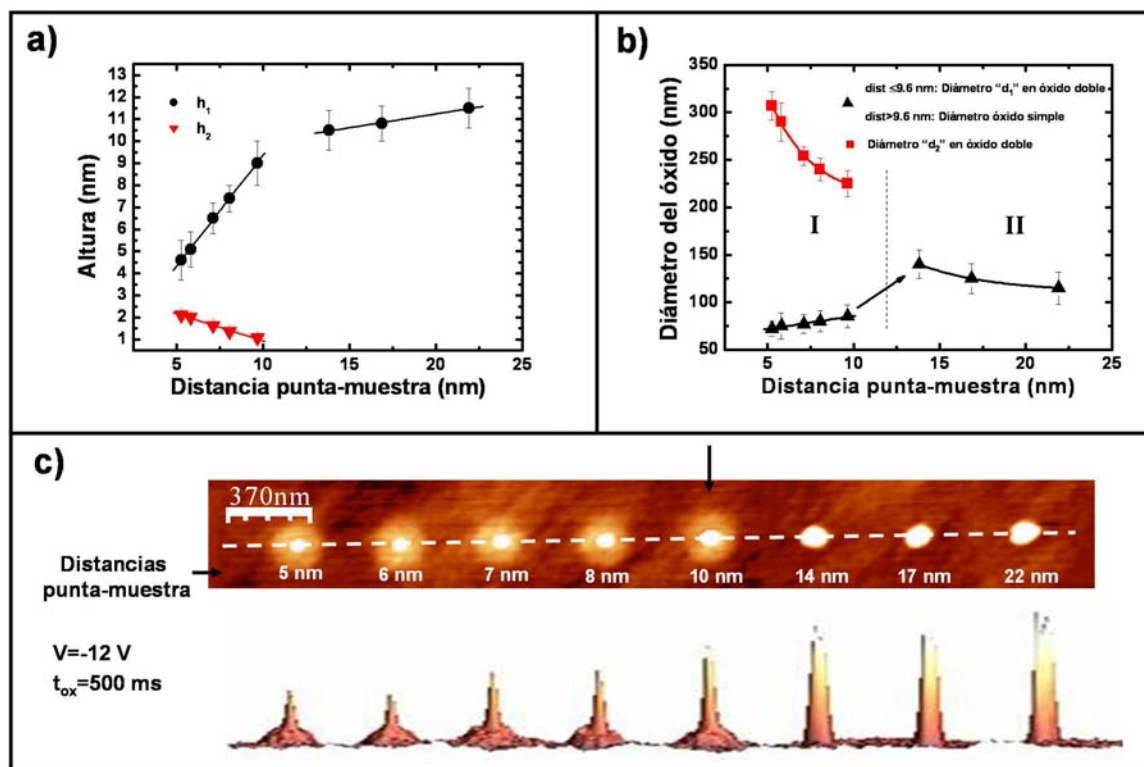 a)
Altura (nm)
13
12
11
10
9
8
7
6
5
4
3
2
1
h₁
h₂
5 10 15 20 25
Distancia punta-muestra (nm)
b)
Diámetro del óxido (nm)
350
300
250
200
150
100
50
dist ≤9.6 nm: Diámetro "d₁" en óxido doble
dist>9.6 nm: Diámetro óxido simple
Diámetro "d₂" en óxido doble
I II
5 10 15 20 25
Distancia punta-muestra (nm)
c)
370nm
Distancias
punta-muestra
5 nm 6 nm 7 nm 8 nm 10 nm 14 nm 17 nm 22 nm
V=-12 V
tₒₓ=500 ms